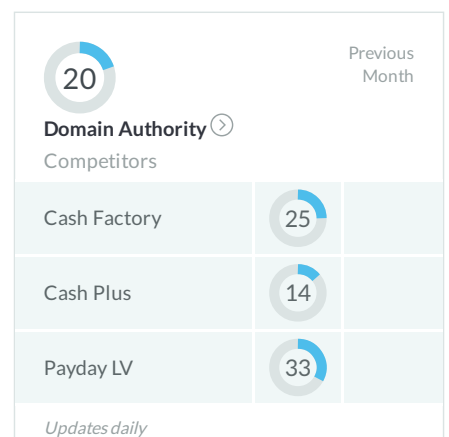 20
Previous
Month
Domain Authority
Competitors
Cash Factory 25
Cash Plus 14
Payday LV 33
Updates daily